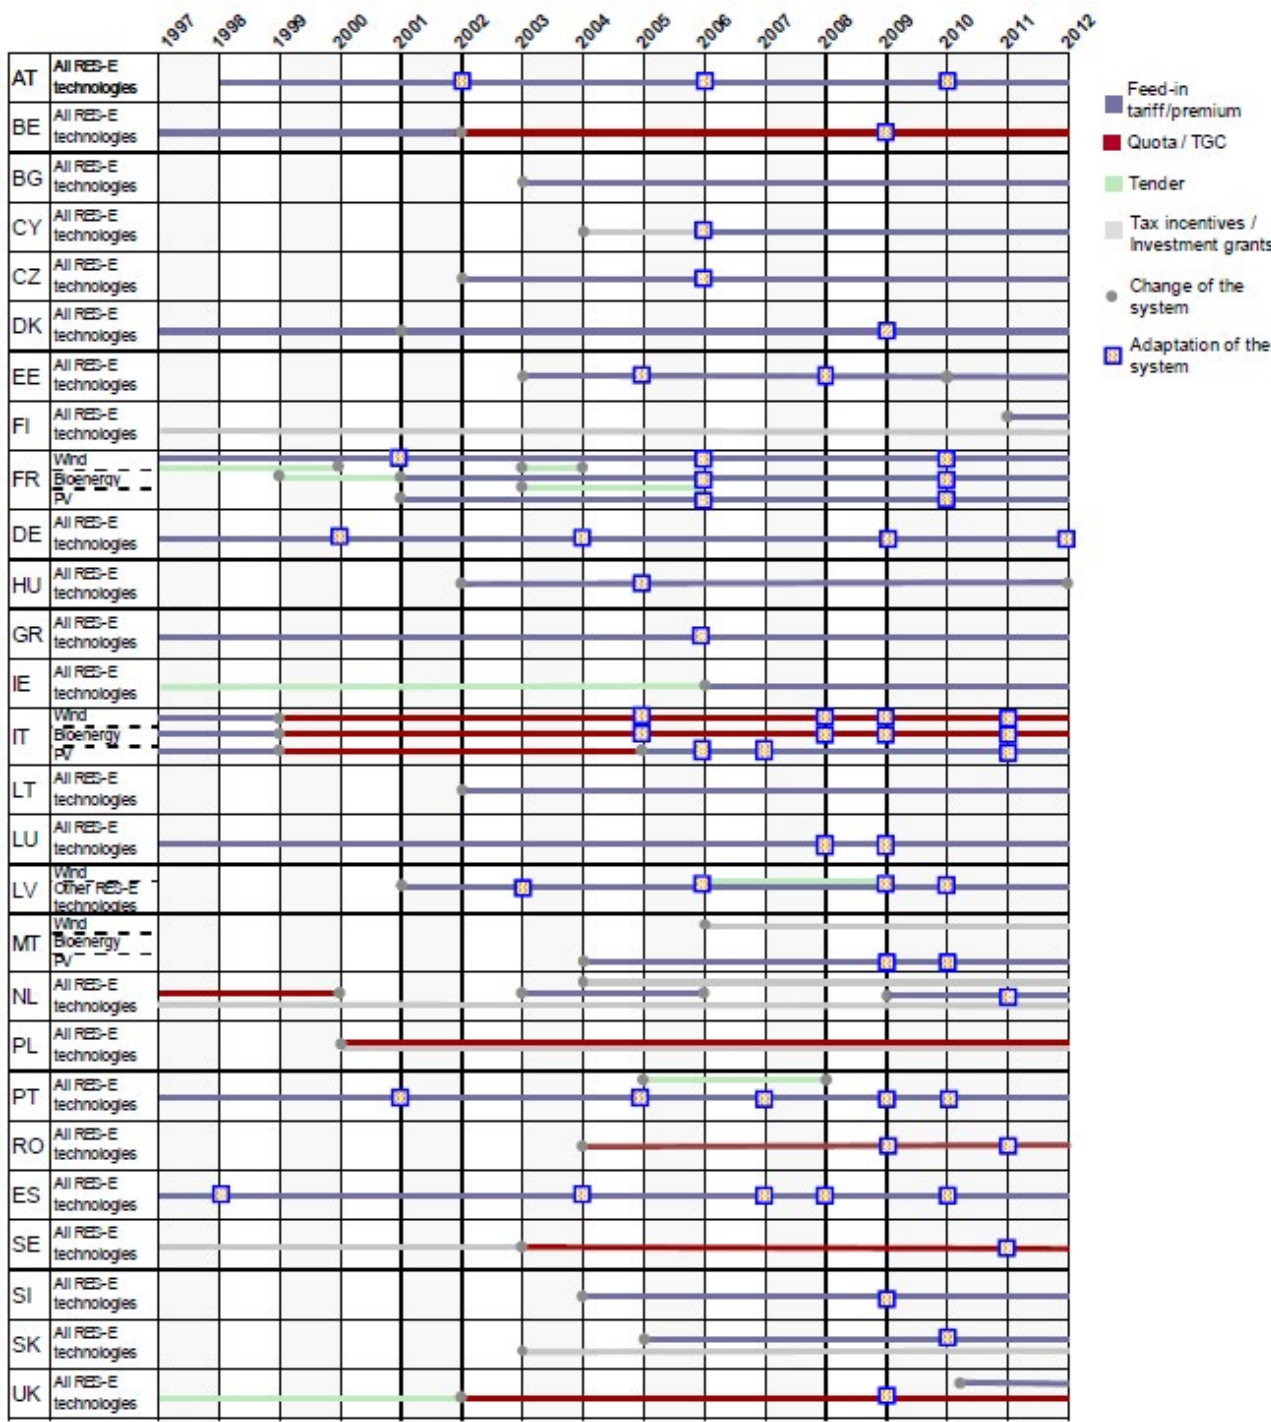 1997 1998 1999 2000 2001 2002 2003 2004 2005 2006 2007 2008 2009 2010 2011 2012
AT All RES-E
technologies
BE All RES-E
technologies
BG All RES-E
technologies
CY All RES-E
technologies
CZ All RES-E
technologies
DK All RES-E
technologies
EE All RES-E
technologies
FI All RES-E
technologies
FR Wind
Bioenergy
PV
DE All RES-E
technologies
HU All RES-E
technologies
GR All RES-E
technologies
IE All RES-E
technologies
IT Wind
Bioenergy
PV
LT All RES-E
technologies
LU All RES-E
technologies
LV Wind
Other RES-E
technologies
MT Wind
Bioenergy
PV
NL All RES-E
technologies
PL All RES-E
technologies
PT All RES-E
technologies
RO All RES-E
technologies
ES All RES-E
technologies
SE All RES-E
technologies
SI All RES-E
technologies
SK All RES-E
technologies
UK All RES-E
technologies
Feed-in
tariff/premium
Quota / TGC
Tender
Tax incentives /
Investment grants
Change of the
system
Adaptation of the
system